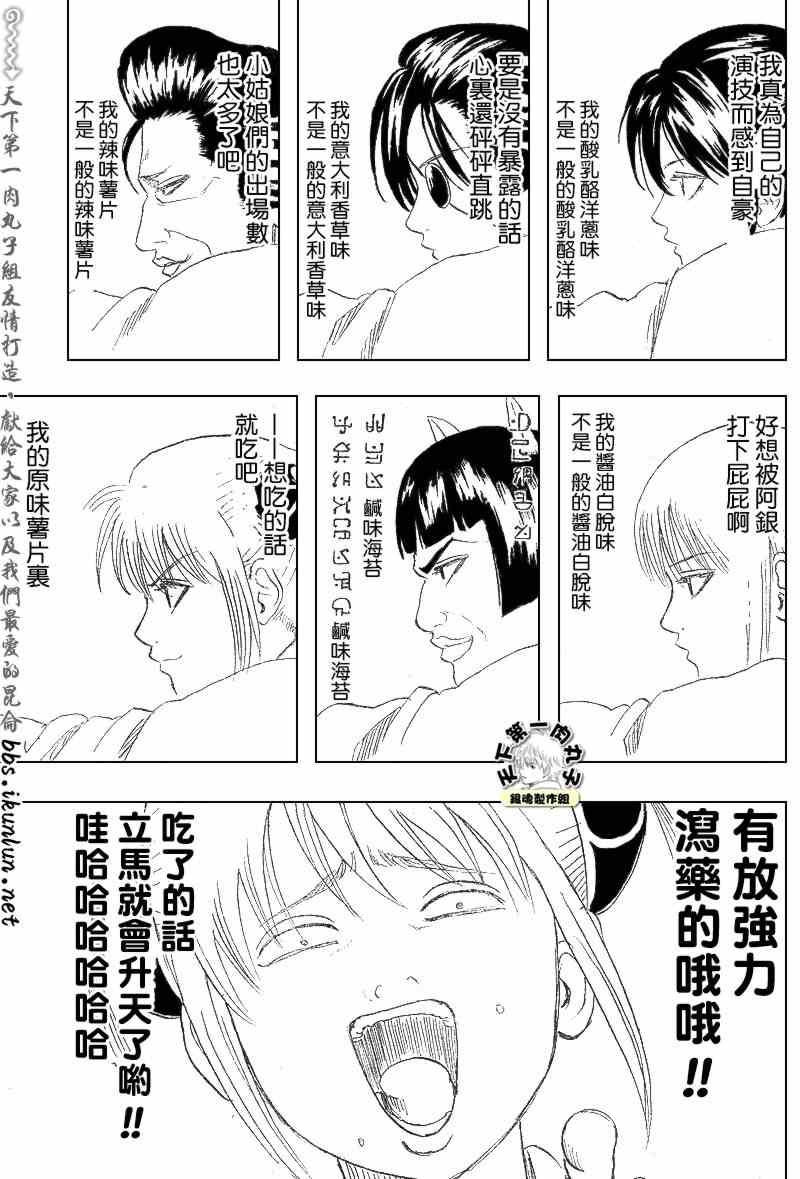 我真為自己的
演技而感到自豪
我的酸乳酪洋蔥味
不是一般的酸乳酪洋蔥味
要是沒有暴露的話
心裏還砰砰直跳
我的意大利香草味
不是一般的意大利香草味
小姑娘們的出場數
也太多了吧
我的辣味薯片
不是一般的辣味薯片
好想被阿銀
打下屁屁啊
我的醬油白脫味
不是一般的醬油白脫味
鹹味海苔
鹹味海苔
——想吃的話
就吃吧
我的原味薯片裏
有放強力
瀉藥的哦哦!!
吃了的話
立馬就會升天了喲!!
哇哈哈哈哈哈哈
天下第一肉丸子
銀魂製作組
天下第一肉丸子組友情打造,獻給大家以及我們最愛的昆侖bbs.ikunlun.net